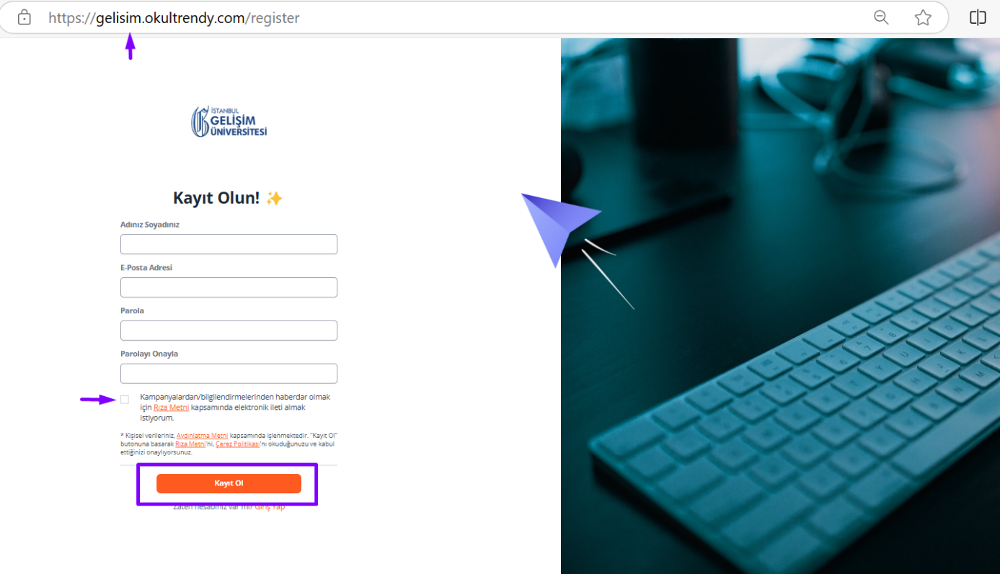 https://gelisim.okultrendy.com/register
İSTANBUL
GELİŞİM
ÜNİVERSİTESİ
Kayıt Olun!
Adınız Soyadınız
E-Posta Adresi
Parola
Parolayı Onayla
Kampanyalardan/bilgilendirmelerinden haberdar olmak
için Rıza Metni kapsamında elektronik ileti almak
istiyorum.
* Kişisel verileriniz, Aydınlatma Metni kapsamında işlenmektedir. "Kayıt Ol"
butonuna basarak Rıza Metni'ni, Çerez Politikası'nı okuduğunuzu ve kabul
ettiğinizi onaylıyorsunuz.
Kayıt Ol
Zaten hesabınız var mı? Giriş Yap